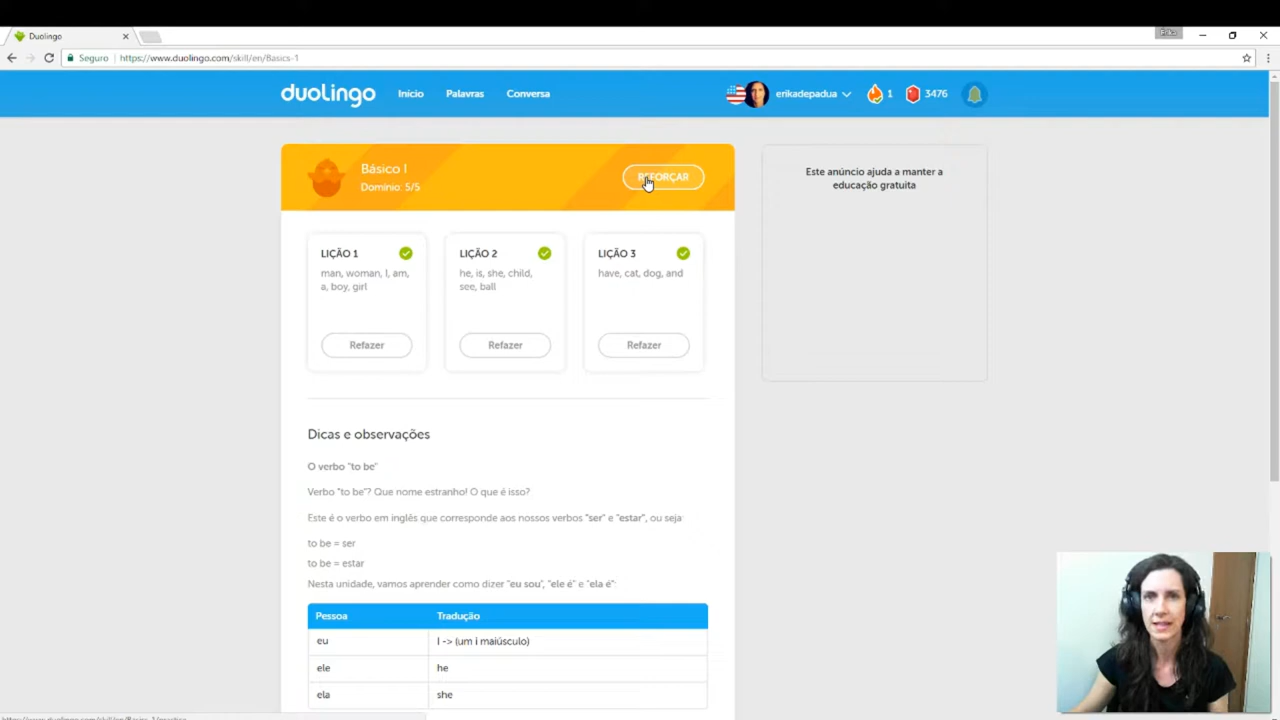 Duolingo
Erika
Seguro https://www.duolingo.com/skill/en/Basics-1
duolingo Início Palavras Conversa erikadepadua 1 3476
Básico 1
Domínio: 5/5
REFORÇAR
Este anúncio ajuda a manter a
educação gratuita
LIÇÃO 1
man, woman, I, am,
a, boy, girl
Refazer
LIÇÃO 2
he, is, she, child,
see, ball
Refazer
LIÇÃO 3
have, cat, dog, and
Refazer
Dicas e observações
O verbo "to be"
Verbo "to be"? Que nome estranho! O que é isso?
Este é o verbo em inglês que corresponde aos nossos verbos "ser" e "estar", ou seja:
to be = ser
to be = estar
Nesta unidade, vamos aprender como dizer "eu sou", "ele é" e "ela é":
Pessoa Tradução
eu I -> (um i maiúsculo)
ele he
ela she